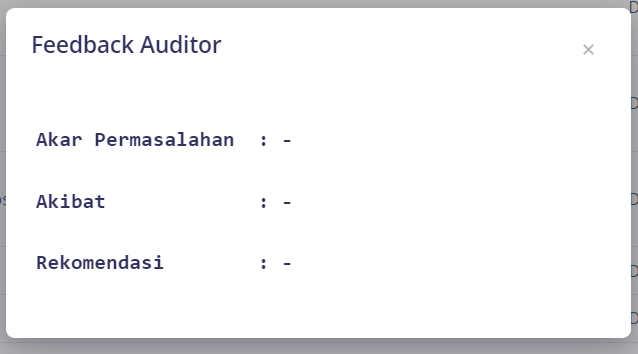 Feedback Auditor
×
Akar Permasalahan : -
Akibat : -
Rekomendasi : -